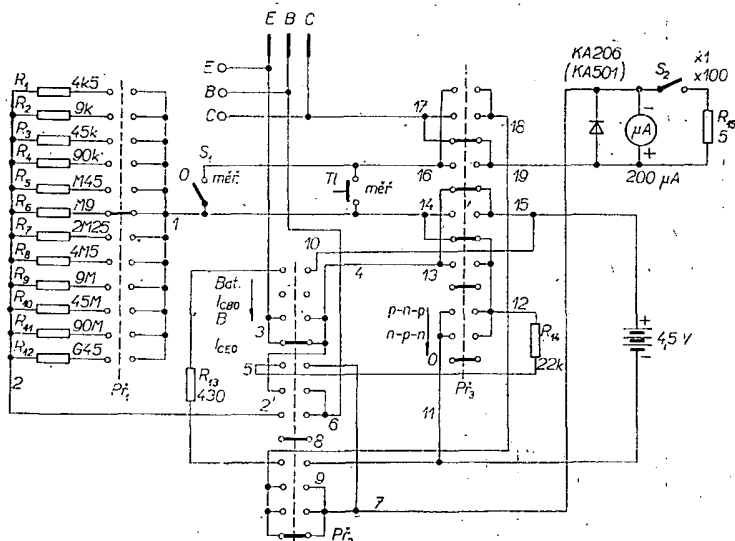 E B C
E
B
C
R1 4k5
R2 9k
R3 45k
R4 90k
R5 M45
R6 M9
R7 2M25
R8 4M5
R9 9M
R10 45M
R11 90M
R12 G45
Př1
1
2
S1
0
měř.
Tl
měř
17
18
16
19
14
15
13
12
10
4
Bat.
ICBO
B
ICEO
3
5
2'
6
8
9
7
11
R13
430
Př2
p-n-p
n-p-n
0
Př3
R14
22k
KA206
(KA501)
S2
x1
x100
−
μA
+
200 μA
R15
5
+
4,5 V
−